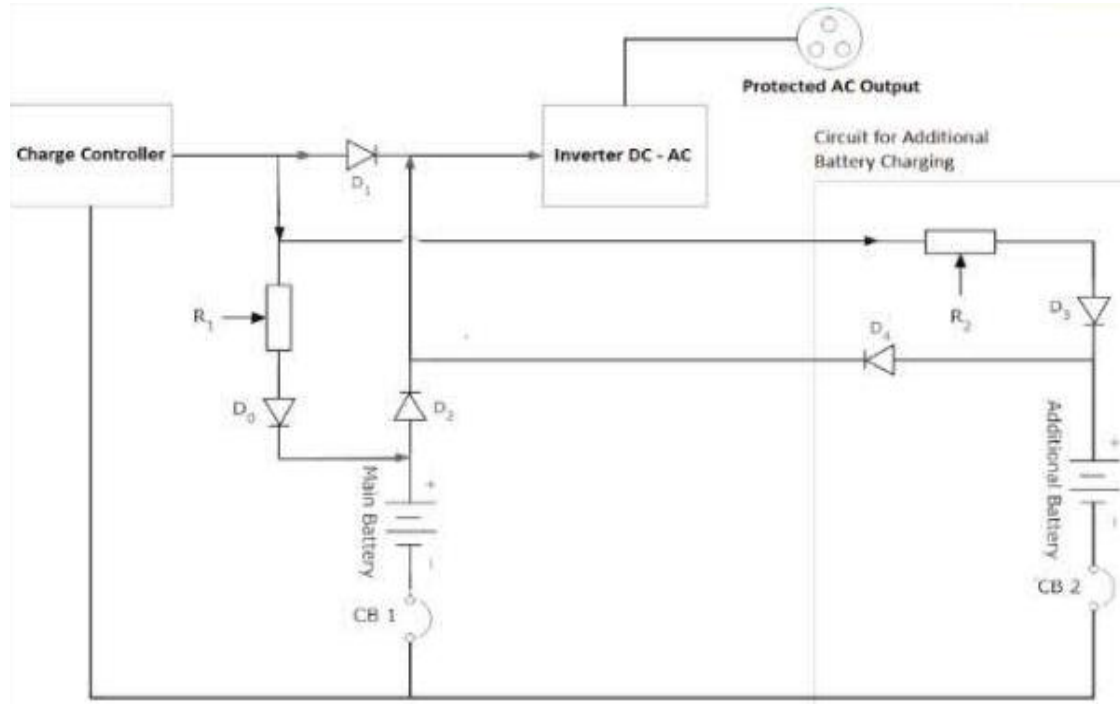 Protected AC Output
Charge Controller
Inverter DC - AC
Circuit for Additional
Battery Charging
D1
R1
R2
D3
D4
D0
D2
Main Battery
+
-
Additional Battery
+
-
CB 1
CB 2